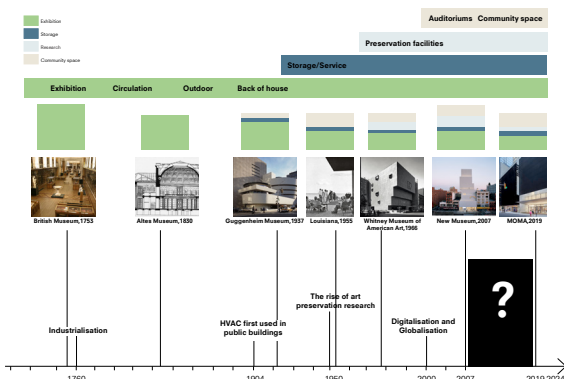 Auditoriums Community space
Exhibition
Storage
Research
Community space
Preservation facilities
Storage/Service
Exhibition Circulation Outdoor Back of house
British Museum,1753
Altes Museum,1830
Guggenheim Museum,1937
Louisiana,1955
Whitney Museum of
American Art,1966
New Museum,2007
MOMA,2019
?
The rise of art
preservation research
Industrialisation
HVAC first used in
public buildings
Digitalisation and
Globalisation
1760 1904 1950 2000 2007 2019 2024